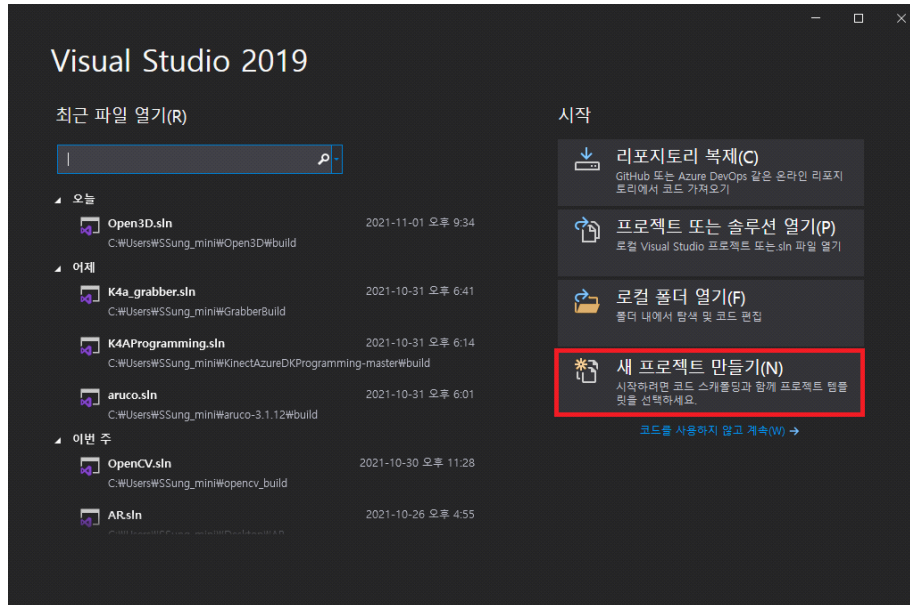 Visual Studio 2019
최근 파일 열기(R)
오늘
Open3D.sln 2021-11-01 오후 9:34
C:₩Users₩SSung_mini₩Open3D₩build
어제
K4a_grabber.sln 2021-10-31 오후 6:41
C:₩Users₩SSung_mini₩GrabberBuild
K4AProgramming.sln 2021-10-31 오후 6:14
C:₩Users₩SSung_mini₩KinectAzureDKProgramming-master₩build
aruco.sln 2021-10-31 오후 6:01
C:₩Users₩SSung_mini₩aruco-3.1.12₩build
이번 주
OpenCV.sln 2021-10-30 오후 11:28
C:₩Users₩SSung_mini₩opencv_build
AR.sln 2021-10-26 오후 4:55
C:₩Users₩SSung_mini₩Desktop₩AR
시작
리포지토리 복제(C)
GitHub 또는 Azure DevOps 같은 온라인 리포지
토리에서 코드 가져오기
프로젝트 또는 솔루션 열기(P)
로컬 Visual Studio 프로젝트 또는.sln 파일 열기
로컬 폴더 열기(F)
폴더 내에서 탐색 및 코드 편집
새 프로젝트 만들기(N)
시작하려면 코드 스캐폴딩과 함께 프로젝트 템플
릿을 선택하세요.
코드를 사용하지 않고 계속(W) →